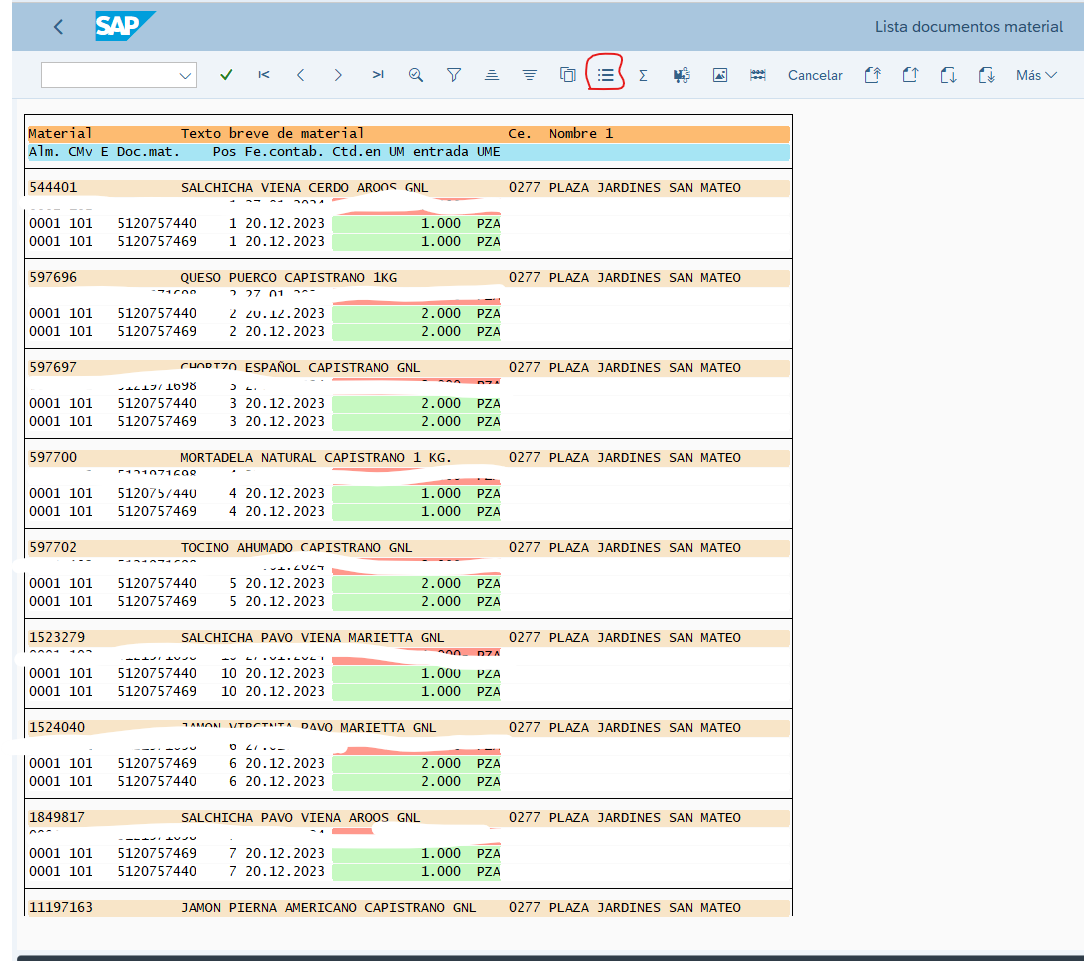 SAP
Lista documentos material
Cancelar
Más
Material Texto breve de material Ce. Nombre 1
Alm. CMv E Doc.mat. Pos Fe.contab. Ctd.en UM entrada UME
544401 SALCHICHA VIENA CERDO AROOS GNL 0277 PLAZA JARDINES SAN MATEO
0001 101 5120757440 1 20.12.2023 1.000 PZA
0001 101 5120757469 1 20.12.2023 1.000 PZA
597696 QUESO PUERCO CAPISTRANO 1KG 0277 PLAZA JARDINES SAN MATEO
0001 101 5120757440 2 20.12.2023 2.000 PZA
0001 101 5120757469 2 20.12.2023 2.000 PZA
597697 CHORIZO ESPAÑOL CAPISTRANO GNL 0277 PLAZA JARDINES SAN MATEO
0001 101 5120757440 3 20.12.2023 2.000 PZA
0001 101 5120757469 3 20.12.2023 2.000 PZA
597700 MORTADELA NATURAL CAPISTRANO 1 KG. 0277 PLAZA JARDINES SAN MATEO
0001 101 5120757440 4 20.12.2023 1.000 PZA
0001 101 5120757469 4 20.12.2023 1.000 PZA
597702 TOCINO AHUMADO CAPISTRANO GNL 0277 PLAZA JARDINES SAN MATEO
0001 101 5120757440 5 20.12.2023 2.000 PZA
0001 101 5120757469 5 20.12.2023 2.000 PZA
1523279 SALCHICHA PAVO VIENA MARIETTA GNL 0277 PLAZA JARDINES SAN MATEO
0001 101 5120757440 10 20.12.2023 1.000 PZA
0001 101 5120757469 10 20.12.2023 1.000 PZA
1524040 JAMON VIRGINIA PAVO MARIETTA GNL 0277 PLAZA JARDINES SAN MATEO
0001 101 5120757469 6 20.12.2023 2.000 PZA
0001 101 5120757440 6 20.12.2023 2.000 PZA
1849817 SALCHICHA PAVO VIENA AROOS GNL 0277 PLAZA JARDINES SAN MATEO
0001 101 5120757469 7 20.12.2023 1.000 PZA
0001 101 5120757440 7 20.12.2023 1.000 PZA
11197163 JAMON PIERNA AMERICANO CAPISTRANO GNL 0277 PLAZA JARDINES SAN MATEO